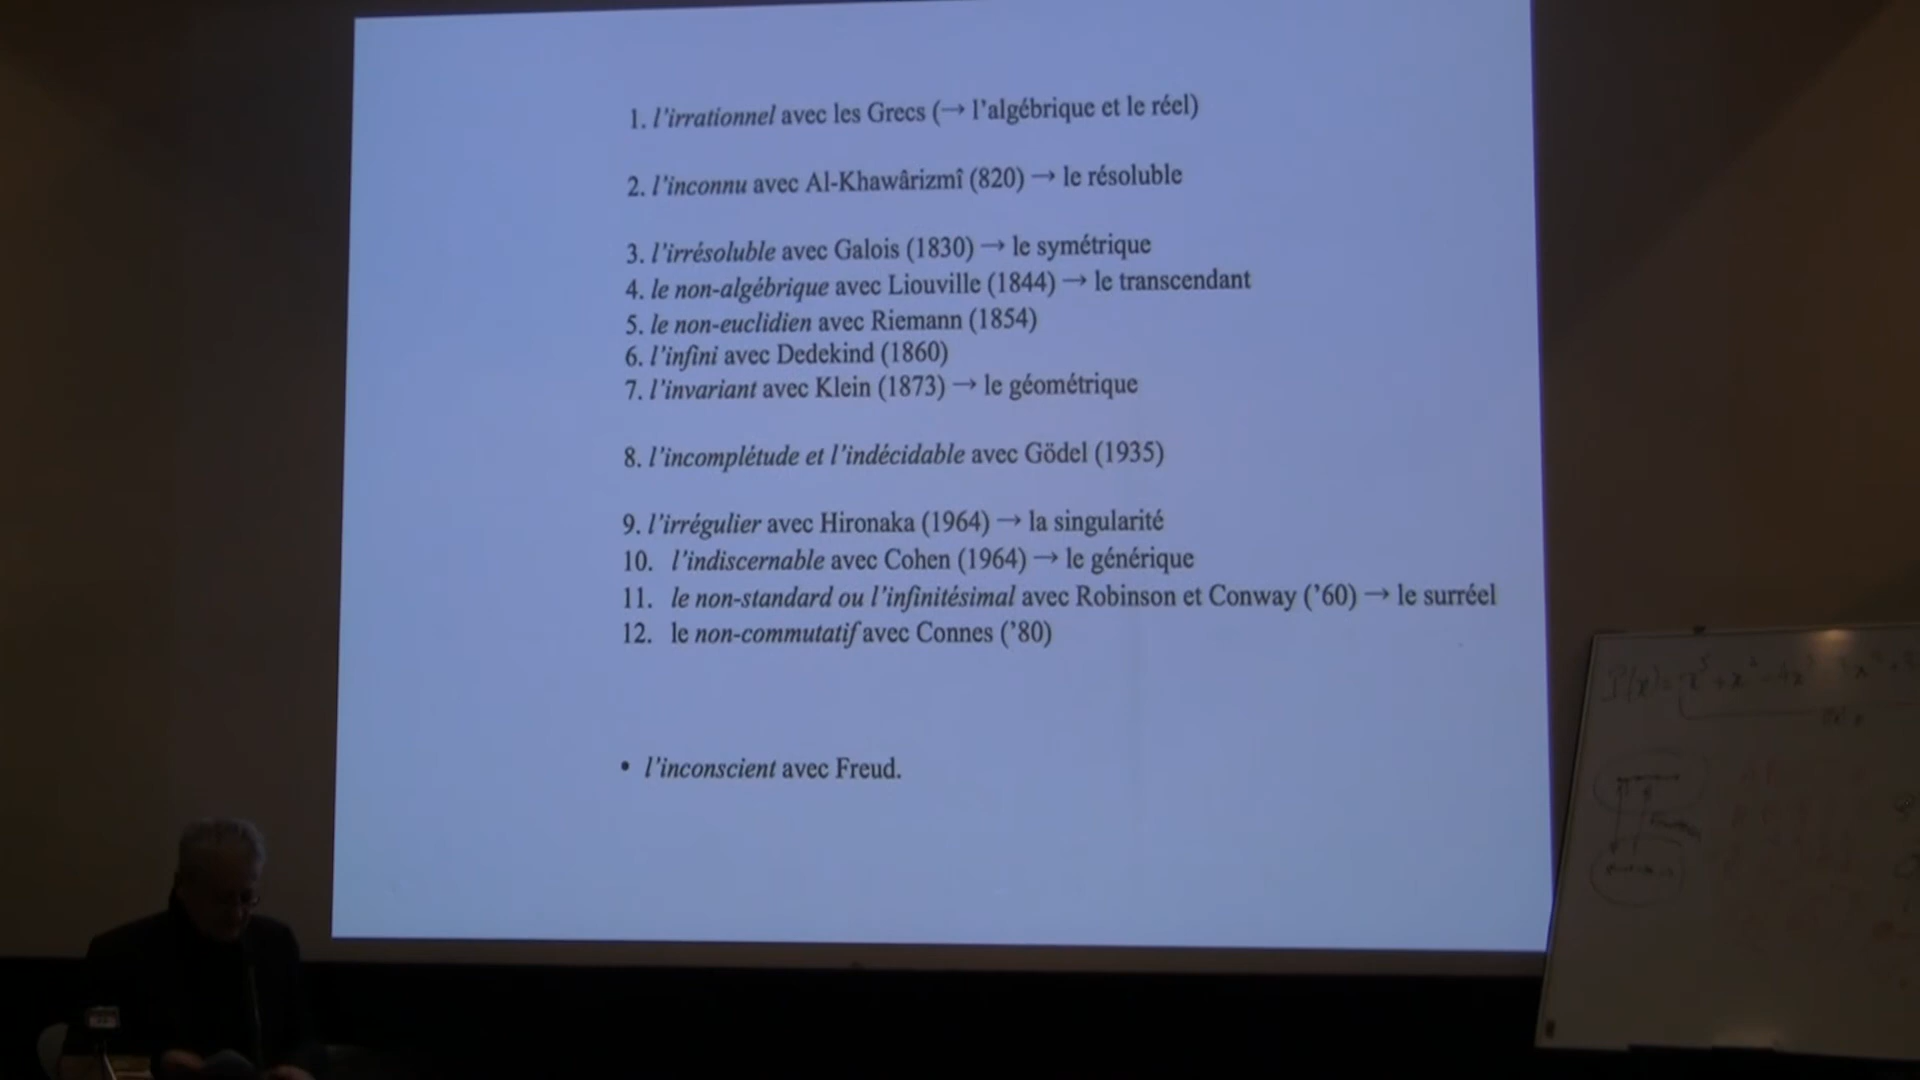 1. l'irrationnel avec les Grecs (→ l'algébrique et le réel)
2. l'inconnu avec Al-Khawârizmî (820) → le résoluble
3. l'irrésoluble avec Galois (1830) → le symétrique
4. le non-algébrique avec Liouville (1844) → le transcendant
5. le non-euclidien avec Riemann (1854)
6. l'infini avec Dedekind (1860)
7. l'invariant avec Klein (1873) → le géométrique
8. l'incomplétude et l'indécidable avec Gödel (1935)
9. l'irrégulier avec Hironaka (1964) → la singularité
10. l'indiscernable avec Cohen (1964) → le générique
11. le non-standard ou l'infinitésimal avec Robinson et Conway ('60) → le surréel
12. le non-commutatif avec Connes ('80)
• l'inconscient avec Freud.